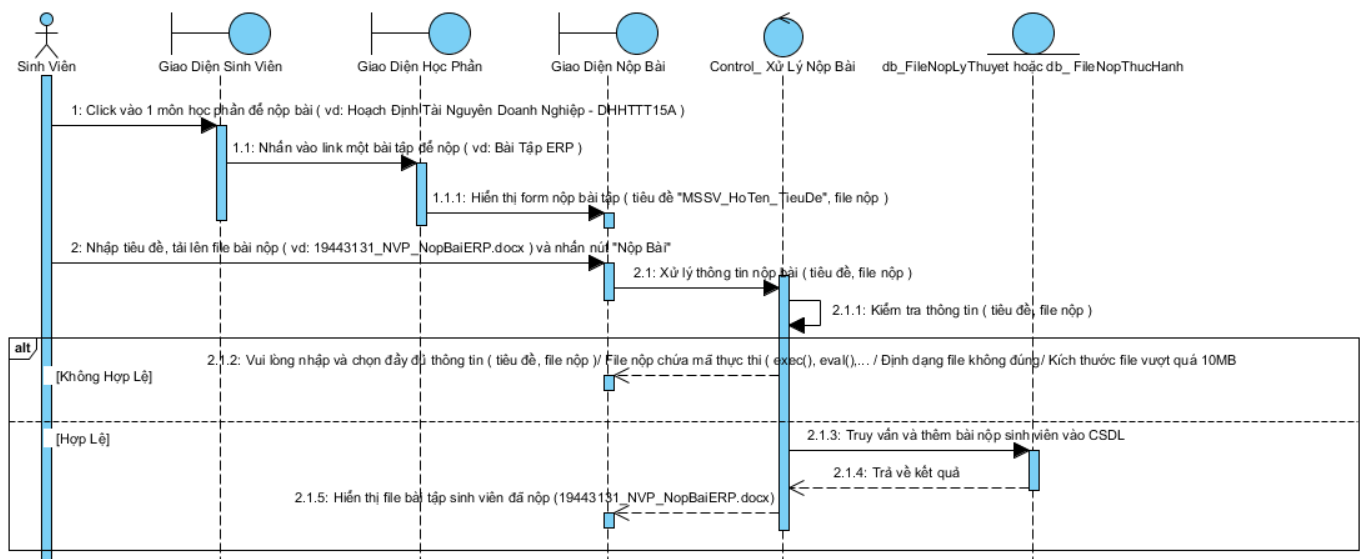 Sinh Viên
Giao Diện Sinh Viên
Giao Diện Học Phần
Giao Diện Nộp Bài
Control_ Xử Lý Nộp Bài
db_FileNopLyThuyet hoặc db_ FileNopThucHanh
1: Click vào 1 môn học phần để nộp bài ( vd: Hoạch Định Tài Nguyên Doanh Nghiệp - DHHTTT15A )
1.1: Nhấn vào link một bài tập để nộp ( vd: Bài Tập ERP )
1.1.1: Hiển thị form nộp bài tập ( tiêu đề "MSSV_HoTen_TieuDe", file nộp )
2: Nhập tiêu đề, tải lên file bài nộp ( vd: 19443131_NVP_NopBaiERP.docx ) và nhấn nút "Nộp Bài"
2.1: Xử lý thông tin nộp bài ( tiêu đề, file nộp )
2.1.1: Kiểm tra thông tin ( tiêu đề, file nộp )
alt
2.1.2: Vui lòng nhập và chọn đầy đủ thông tin ( tiêu đề, file nộp )/ File nộp chứa mã thực thi ( exec(), eval(),... / Định dạng file không đúng/ Kích thước file vượt quá 10MB
[Không Hợp Lệ]
[Hợp Lệ]
2.1.3: Truy vấn và thêm bài nộp sinh viên vào CSDL
2.1.4: Trả về kết quả
2.1.5: Hiển thị file bài tập sinh viên đã nộp (19443131_NVP_NopBaiERP.docx)